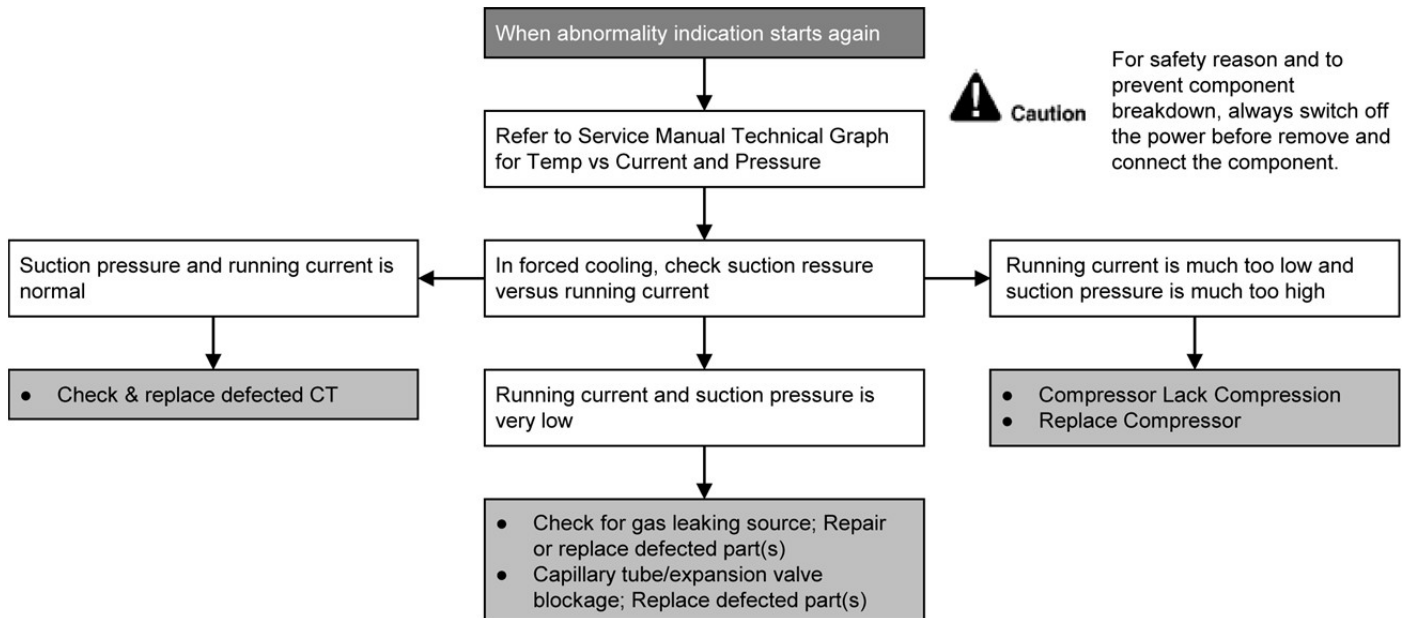 When abnormality indication starts again
Caution
For safety reason and to
prevent component
breakdown, always switch off
the power before remove and
connect the component.
Refer to Service Manual Technical Graph
for Temp vs Current and Pressure
Suction pressure and running current is
normal
In forced cooling, check suction ressure
versus running current
Running current is much too low and
suction pressure is much too high
● Check & replace defected CT
Running current and suction pressure is
very low
● Compressor Lack Compression
● Replace Compressor
● Check for gas leaking source; Repair
or replace defected part(s)
● Capillary tube/expansion valve
blockage; Replace defected part(s)